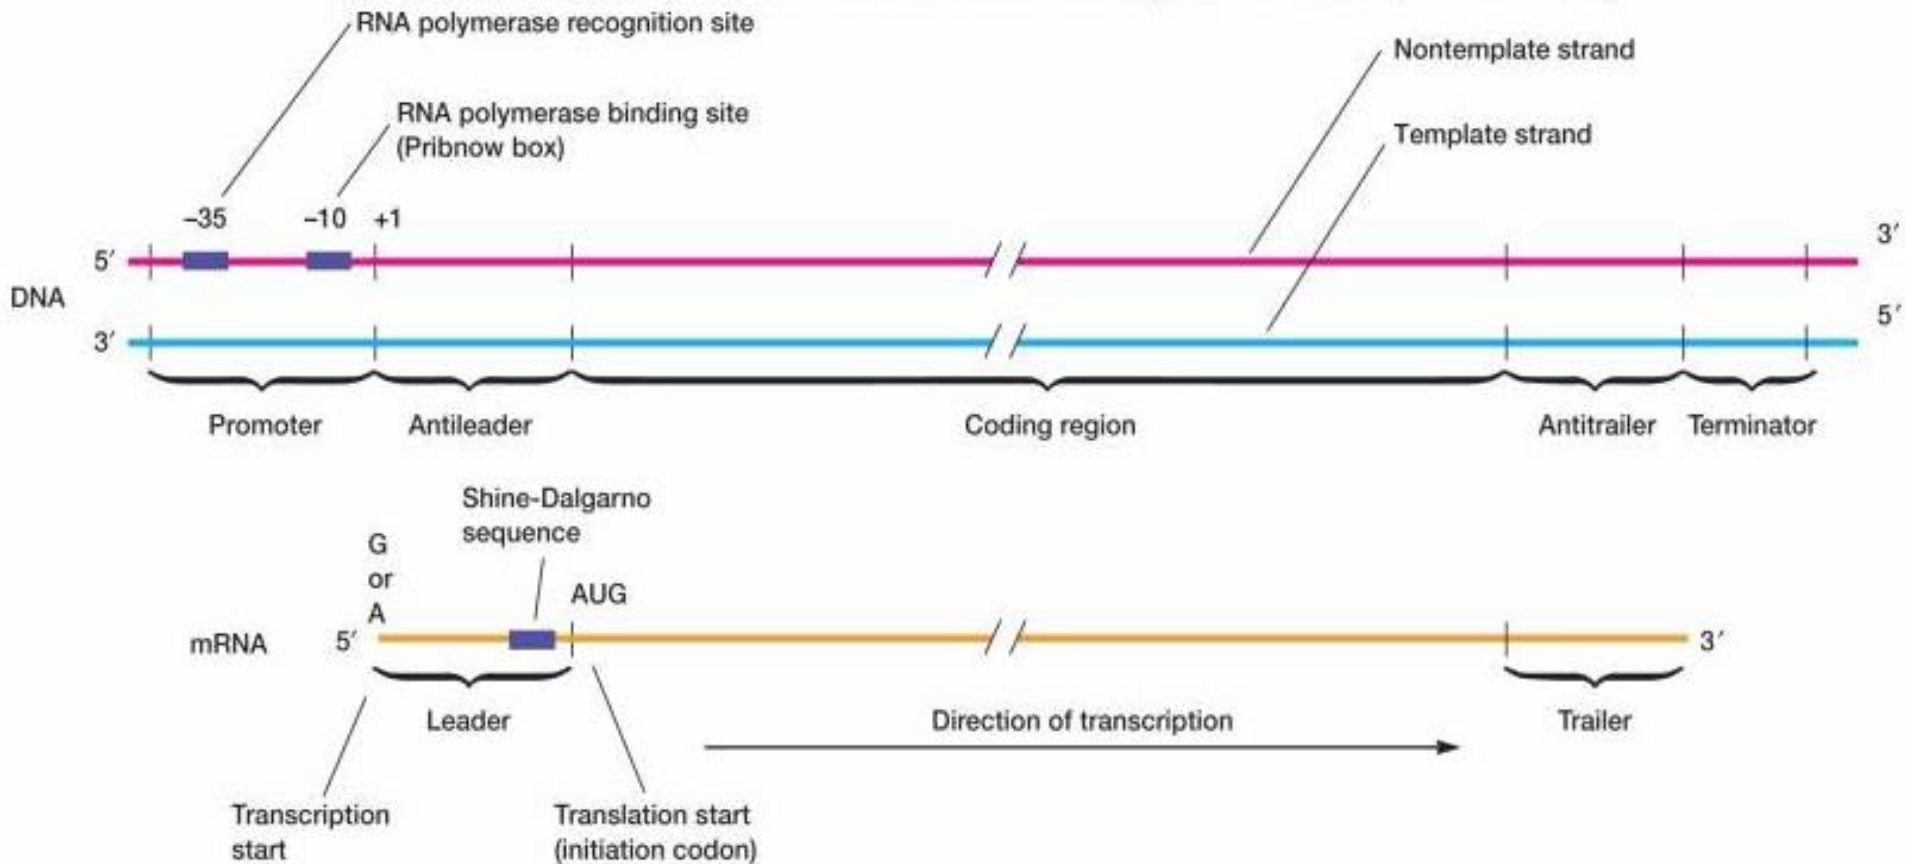 RNA polymerase recognition site
Nontemplate strand
RNA polymerase binding site
(Pribnow box)
Template strand
–35
–10
+1
5′
3′
DNA
3′
5′
Promoter
Antileader
Coding region
Antitrailer
Terminator
Shine-Dalgarno
sequence
G
or
A
AUG
mRNA
5′
3′
Leader
Direction of transcription
Trailer
Transcription
start
Translation start
(initiation codon)